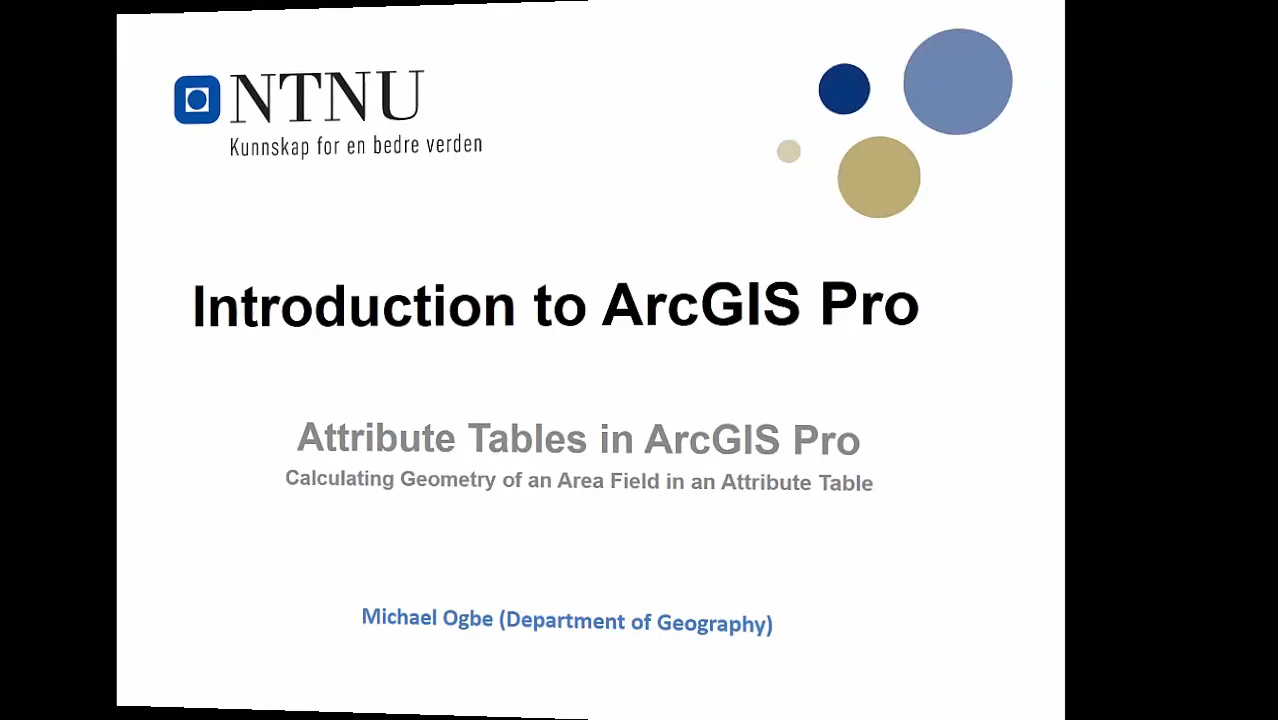 NTNU
Kunnskap for en bedre verden
Introduction to ArcGIS Pro
Attribute Tables in ArcGIS Pro
Calculating Geometry of an Area Field in an Attribute Table
Michael Ogbe (Department of Geography)